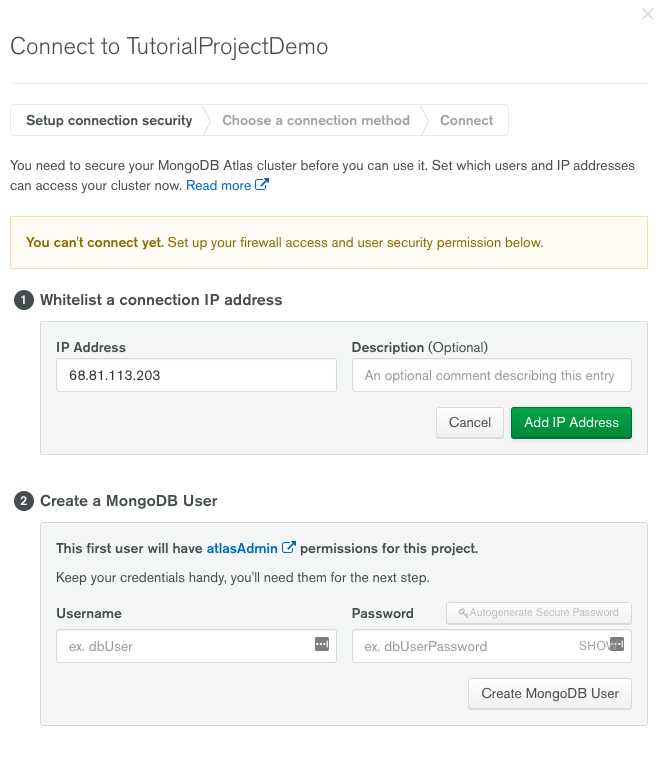 Connect to TutorialProjectDemo
Setup connection security
Choose a connection method
Connect
You need to secure your MongoDB Atlas cluster before you can use it. Set which users and IP addresses
can access your cluster now. Read more
You can't connect yet. Set up your firewall access and user security permission below.
1 Whitelist a connection IP address
IP Address
Description (Optional)
68.81.113.203
An optional comment describing this entry
Cancel
Add IP Address
2 Create a MongoDB User
This first user will have atlasAdmin permissions for this project.
Keep your credentials handy, you'll need them for the next step.
Username
Password
Autogenerate Secure Password
ex. dbUser
ex. dbUserPassword
Create MongoDB User